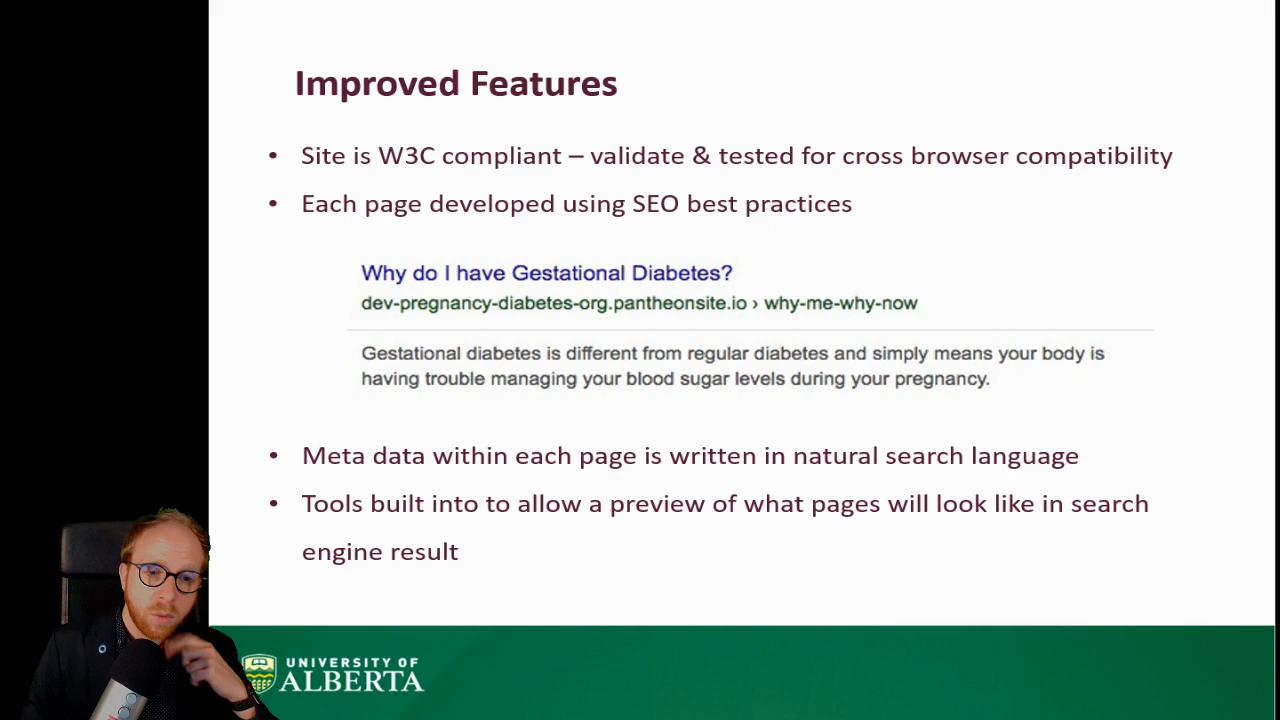 Improved Features
• Site is W3C compliant – validate & tested for cross browser compatibility
• Each page developed using SEO best practices
Why do I have Gestational Diabetes?
dev-pregnancy-diabetes-org.pantheonsite.io › why-me-why-now
Gestational diabetes is different from regular diabetes and simply means your body is
having trouble managing your blood sugar levels during your pregnancy.
• Meta data within each page is written in natural search language
• Tools built into to allow a preview of what pages will look like in search
engine result
UNIVERSITY OF
ALBERTA